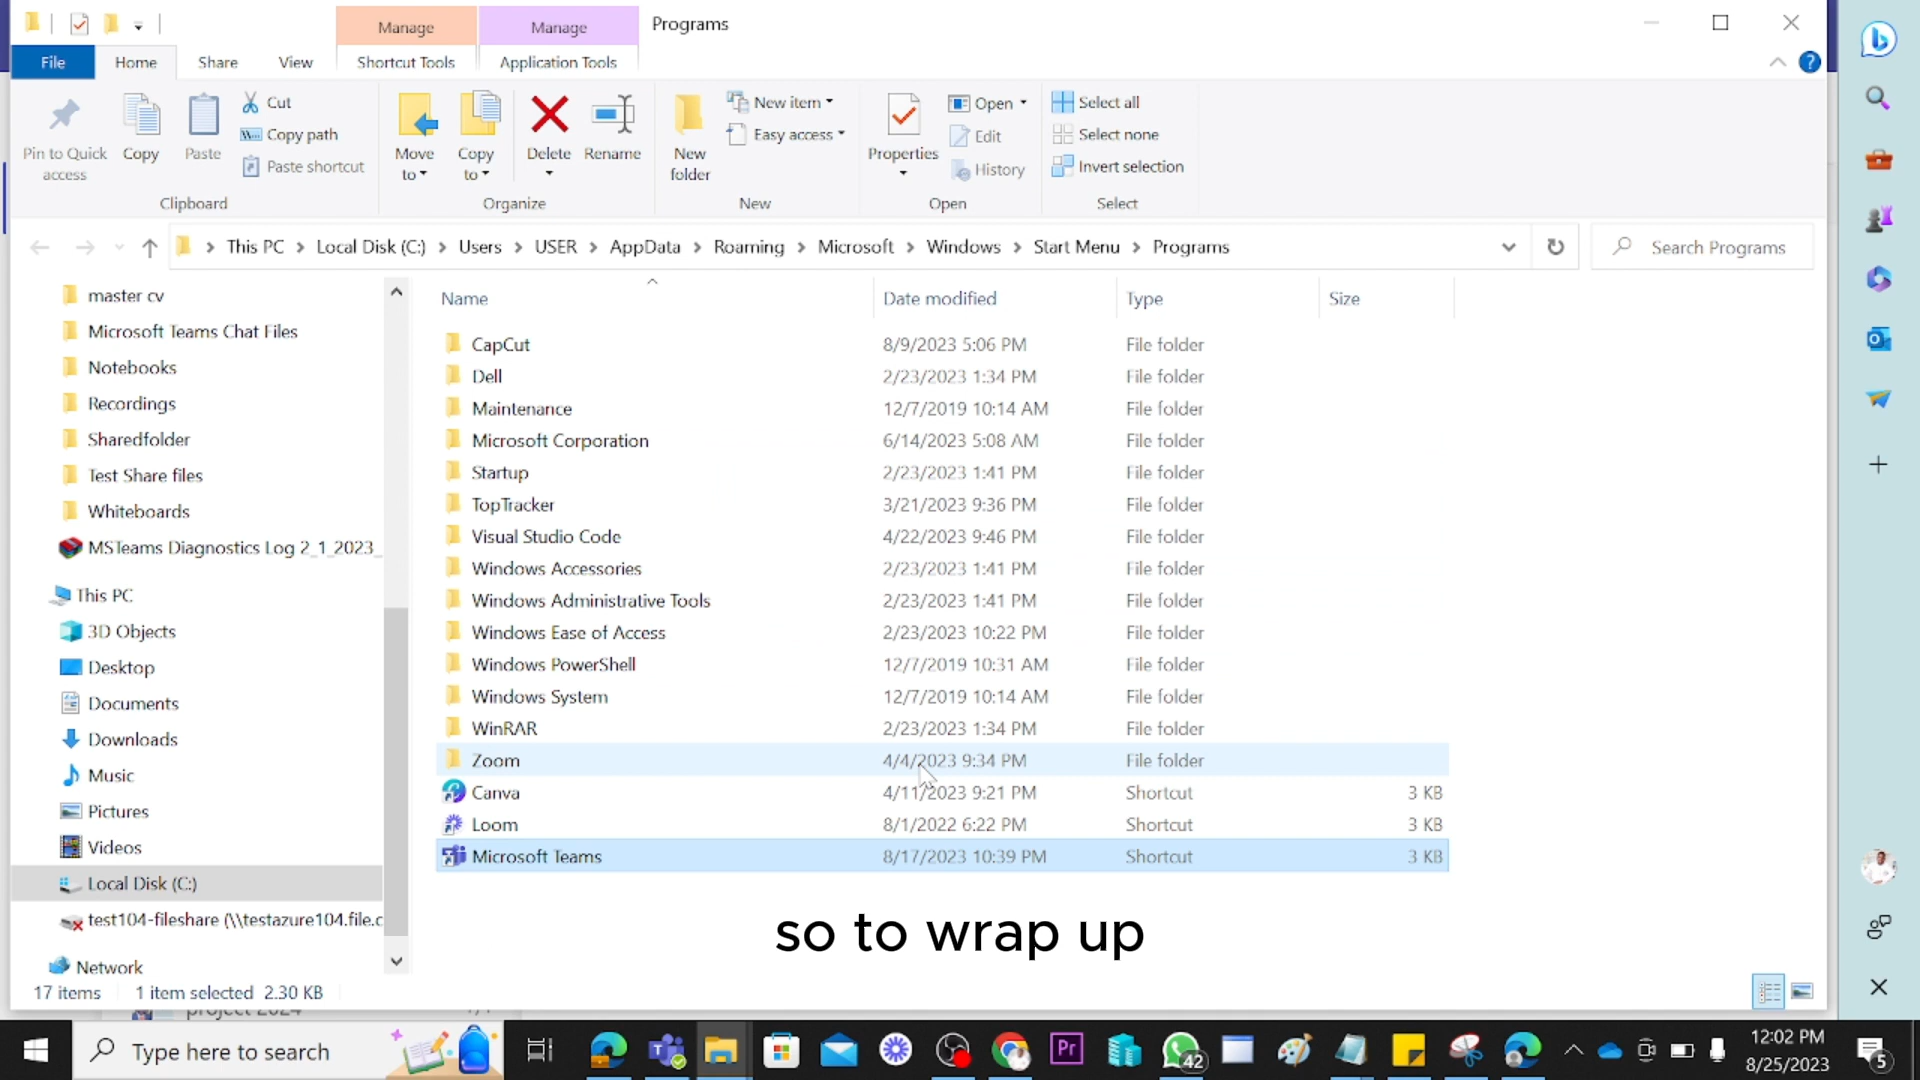 Manage
Manage
Programs
File
Home
Share
View
Shortcut Tools
Application Tools
Pin to Quick access
Copy
Paste
Cut
Copy path
Paste shortcut
Clipboard
Move to
Copy to
Delete
Rename
Organize
New folder
New item
Easy access
New
Properties
Open
Edit
History
Open
Select all
Select none
Invert selection
Select
This PC > Local Disk (C:) > Users > USER > AppData > Roaming > Microsoft > Windows > Start Menu > Programs
Search Programs
master cv
Microsoft Teams Chat Files
Notebooks
Recordings
Sharedfolder
Test Share files
Whiteboards
MSTeams Diagnostics Log 2_1_2023_
This PC
3D Objects
Desktop
Documents
Downloads
Music
Pictures
Videos
Local Disk (C:)
test104-fileshare (\\testazure104.file.c
Network
Name Date modified Type Size
CapCut 8/9/2023 5:06 PM File folder
Dell 2/23/2023 1:34 PM File folder
Maintenance 12/7/2019 10:14 AM File folder
Microsoft Corporation 6/14/2023 5:08 AM File folder
Startup 2/23/2023 1:41 PM File folder
TopTracker 3/21/2023 9:36 PM File folder
Visual Studio Code 4/22/2023 9:46 PM File folder
Windows Accessories 2/23/2023 1:41 PM File folder
Windows Administrative Tools 2/23/2023 1:41 PM File folder
Windows Ease of Access 2/23/2023 10:22 PM File folder
Windows PowerShell 12/7/2019 10:31 AM File folder
Windows System 12/7/2019 10:14 AM File folder
WinRAR 2/23/2023 1:34 PM File folder
Zoom 4/4/2023 9:34 PM File folder
Canva 4/11/2023 9:21 PM Shortcut 3 KB
Loom 8/1/2022 6:22 PM Shortcut 3 KB
Microsoft Teams 8/17/2023 10:39 PM Shortcut 3 KB
so to wrap up
17 items 1 item selected 2.30 KB
project 2024
Type here to search
Pr
42
12:02 PM
8/25/2023
5